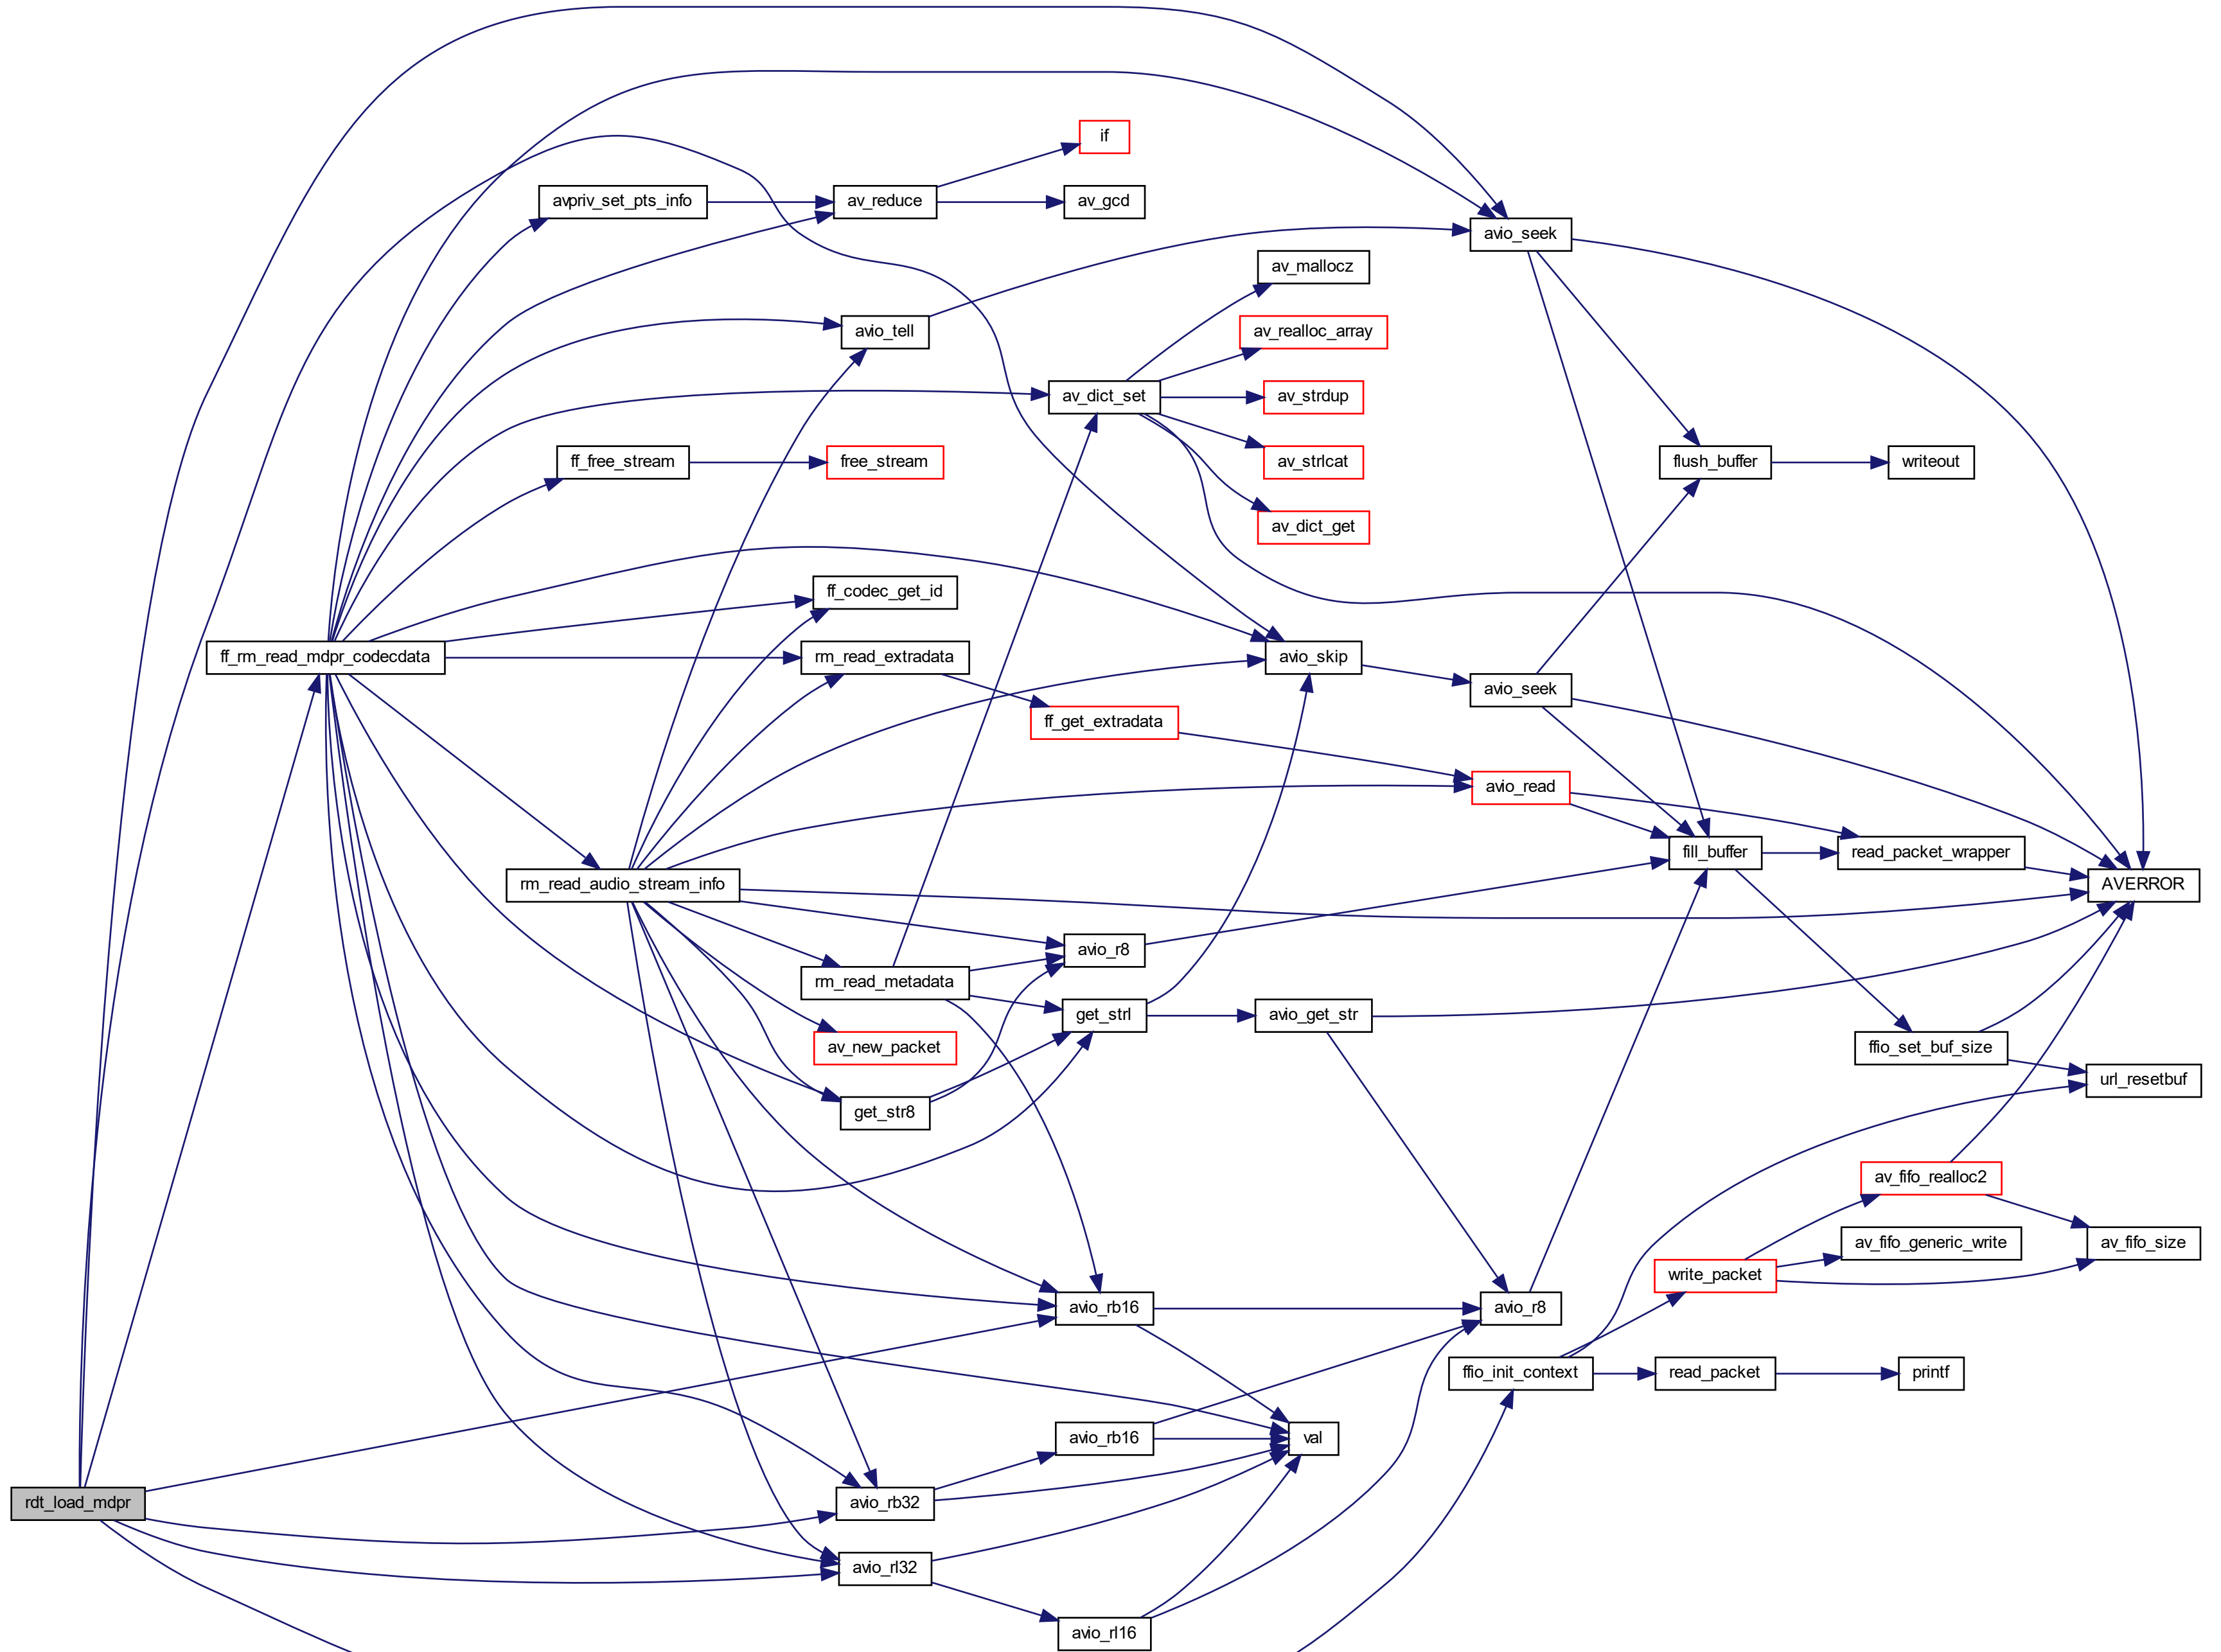 if
avpriv_set_pts_info
av_reduce
av_gcd
avio_seek
av_mallocz
avio_tell
av_realloc_array
av_dict_set
av_strdup
ff_free_stream
free_stream
av_strlcat
flush_buffer
writeout
av_dict_get
ff_codec_get_id
ff_rm_read_mdpr_codecdata
rm_read_extradata
avio_skip
avio_seek
ff_get_extradata
avio_read
fill_buffer
read_packet_wrapper
rm_read_audio_stream_info
AVERROR
avio_r8
rm_read_metadata
get_strl
avio_get_str
av_new_packet
ffio_set_buf_size
url_resetbuf
get_str8
av_fifo_realloc2
av_fifo_generic_write
av_fifo_size
write_packet
avio_rb16
avio_r8
ffio_init_context
read_packet
printf
avio_rb16
val
rdt_load_mdpr
avio_rb32
avio_rl32
avio_rl16